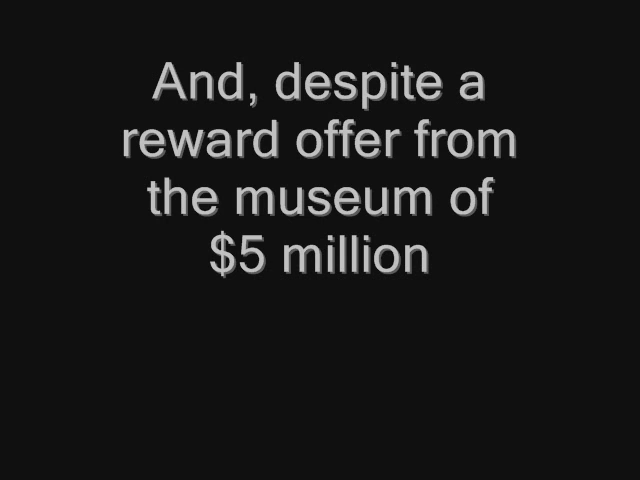 And, despite a
reward offer from
the museum of
$5 million